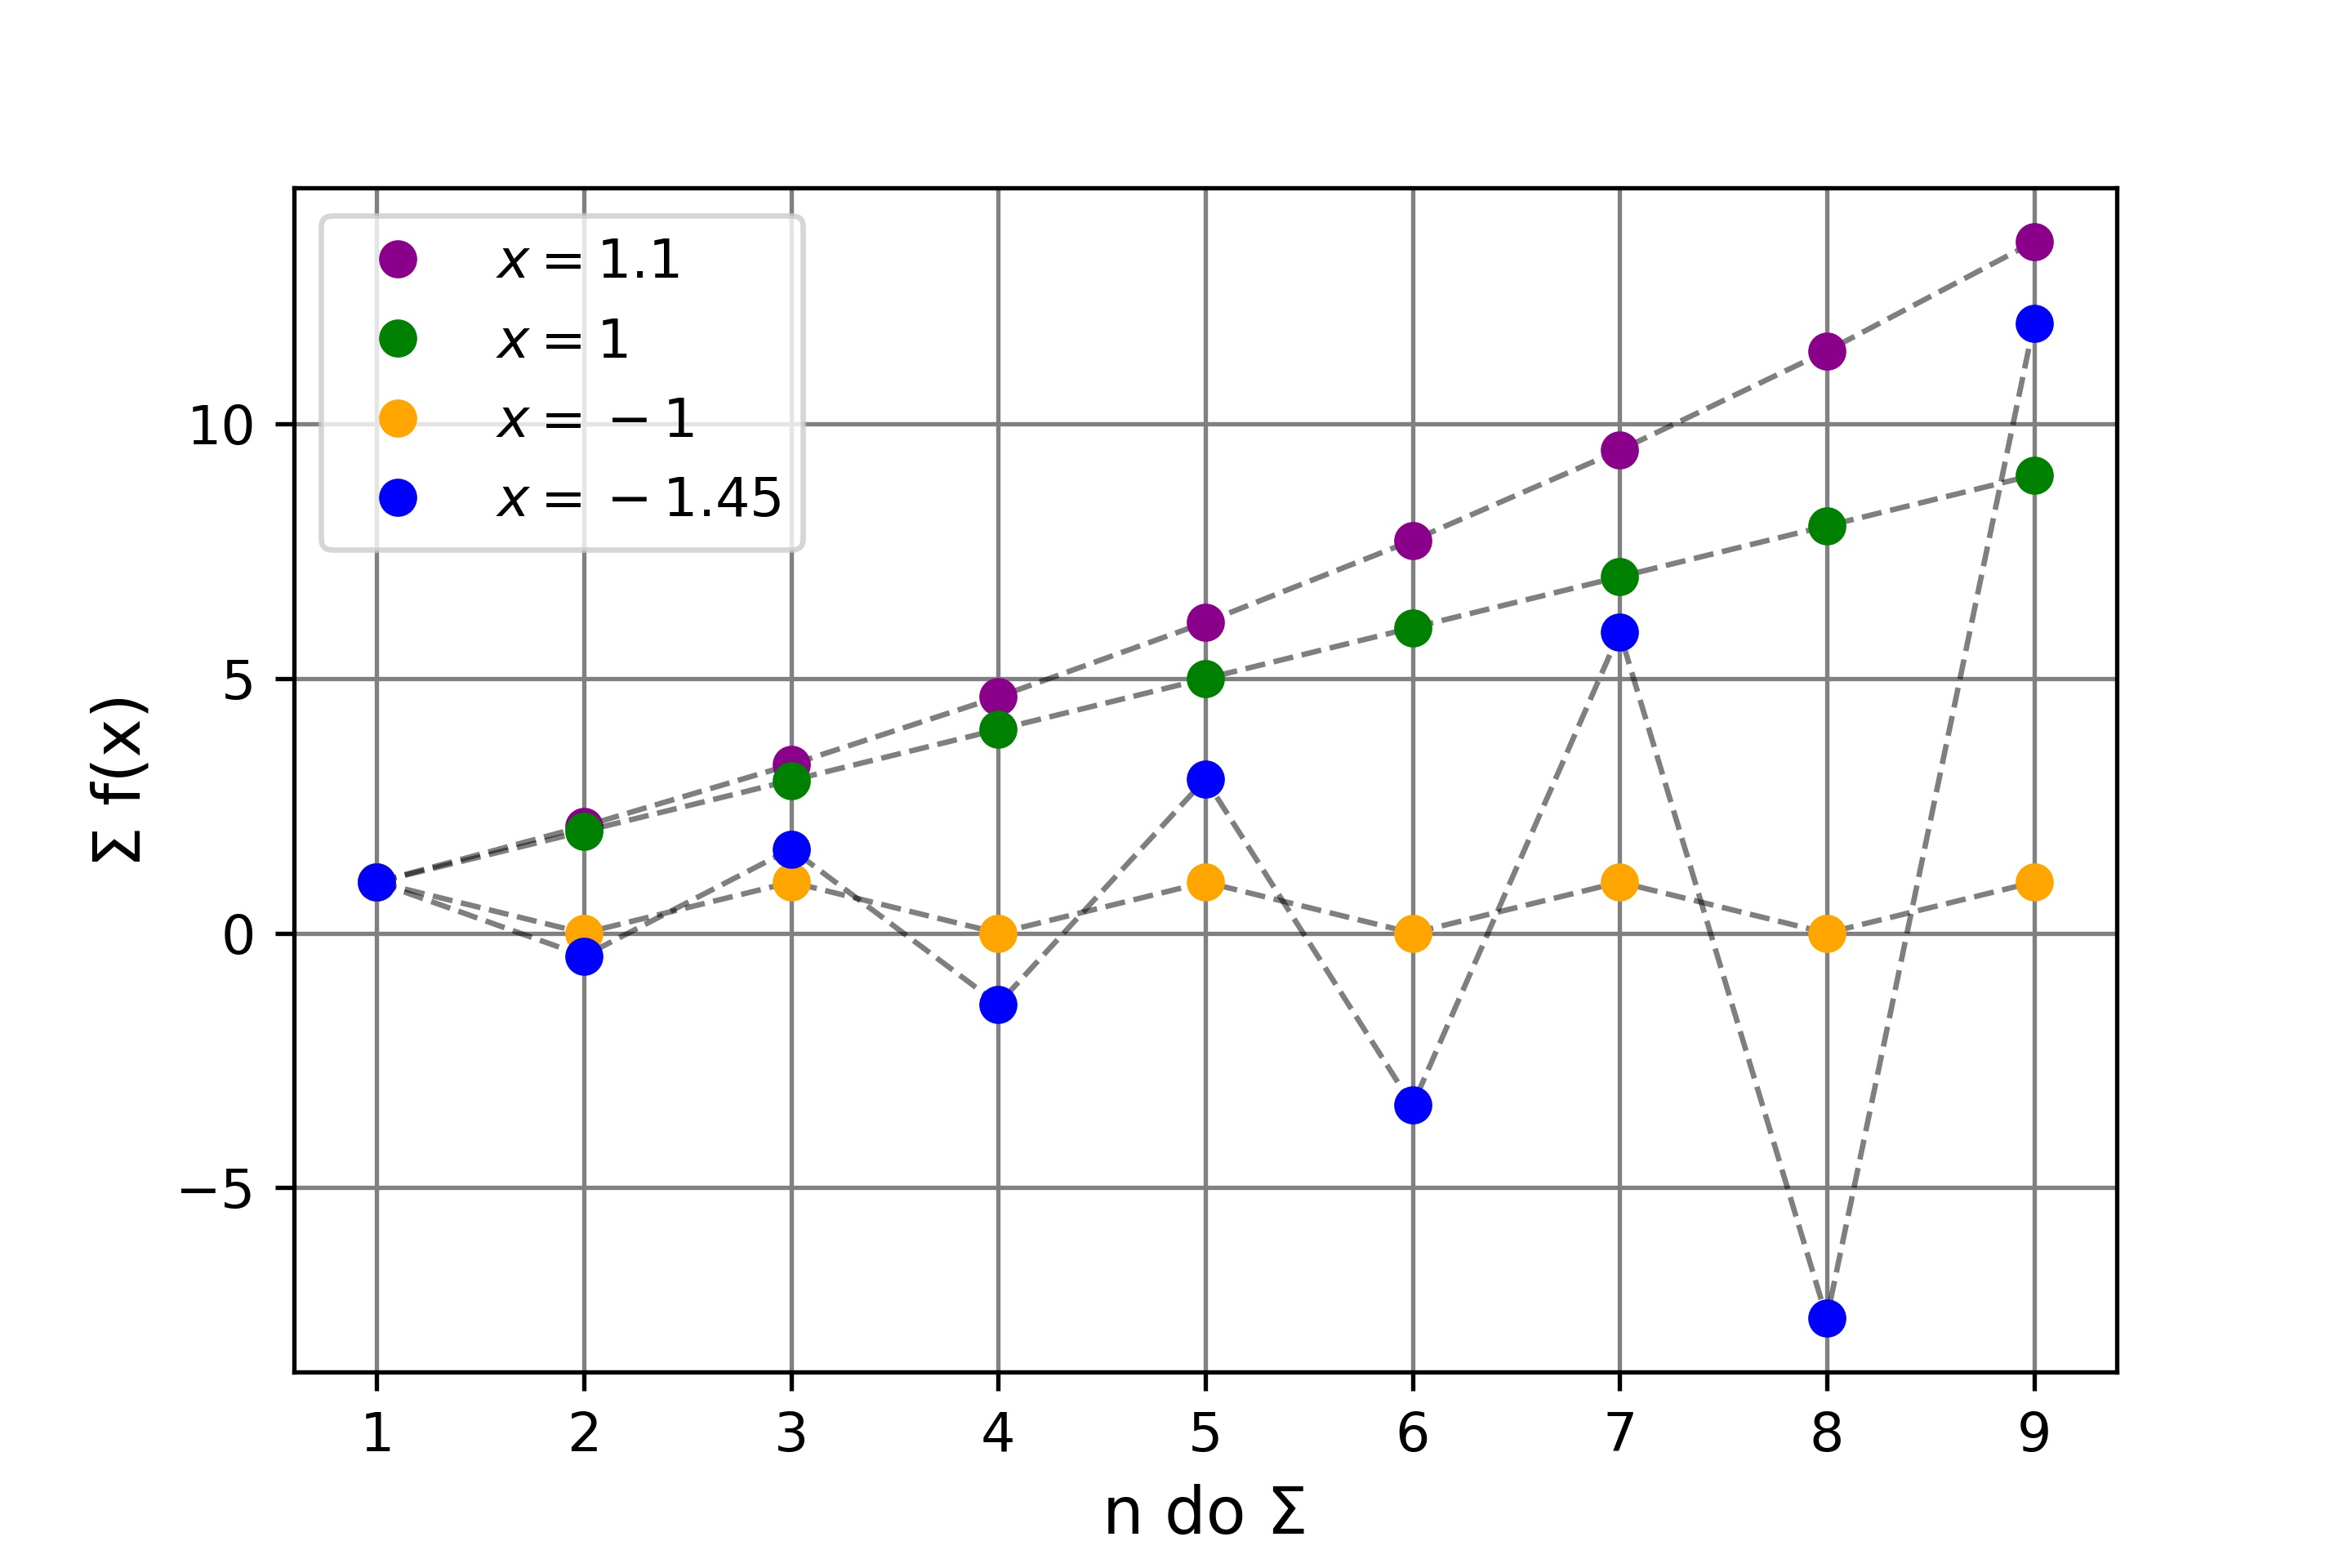 x = 1.1
x = 1
x = −1
x = −1.45
10
5
0
−5
Σ f(x)
1 2 3 4 5 6 7 8 9
n do Σ